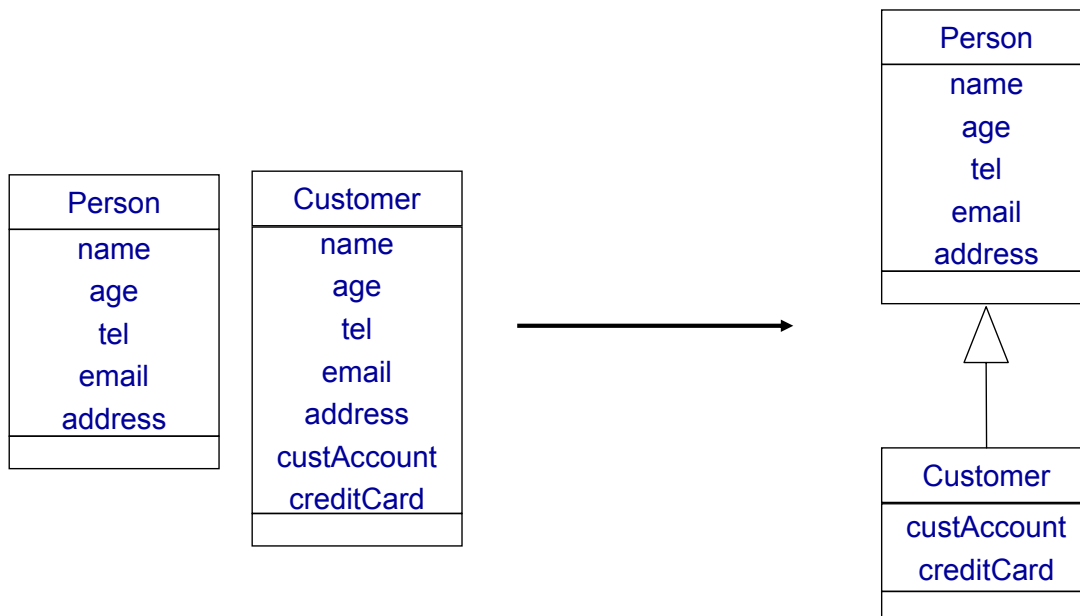 Person
name
age
tel
email
address
Customer
name
age
tel
email
address
custAccount
creditCard
Person
name
age
tel
email
address
Customer
custAccount
creditCard